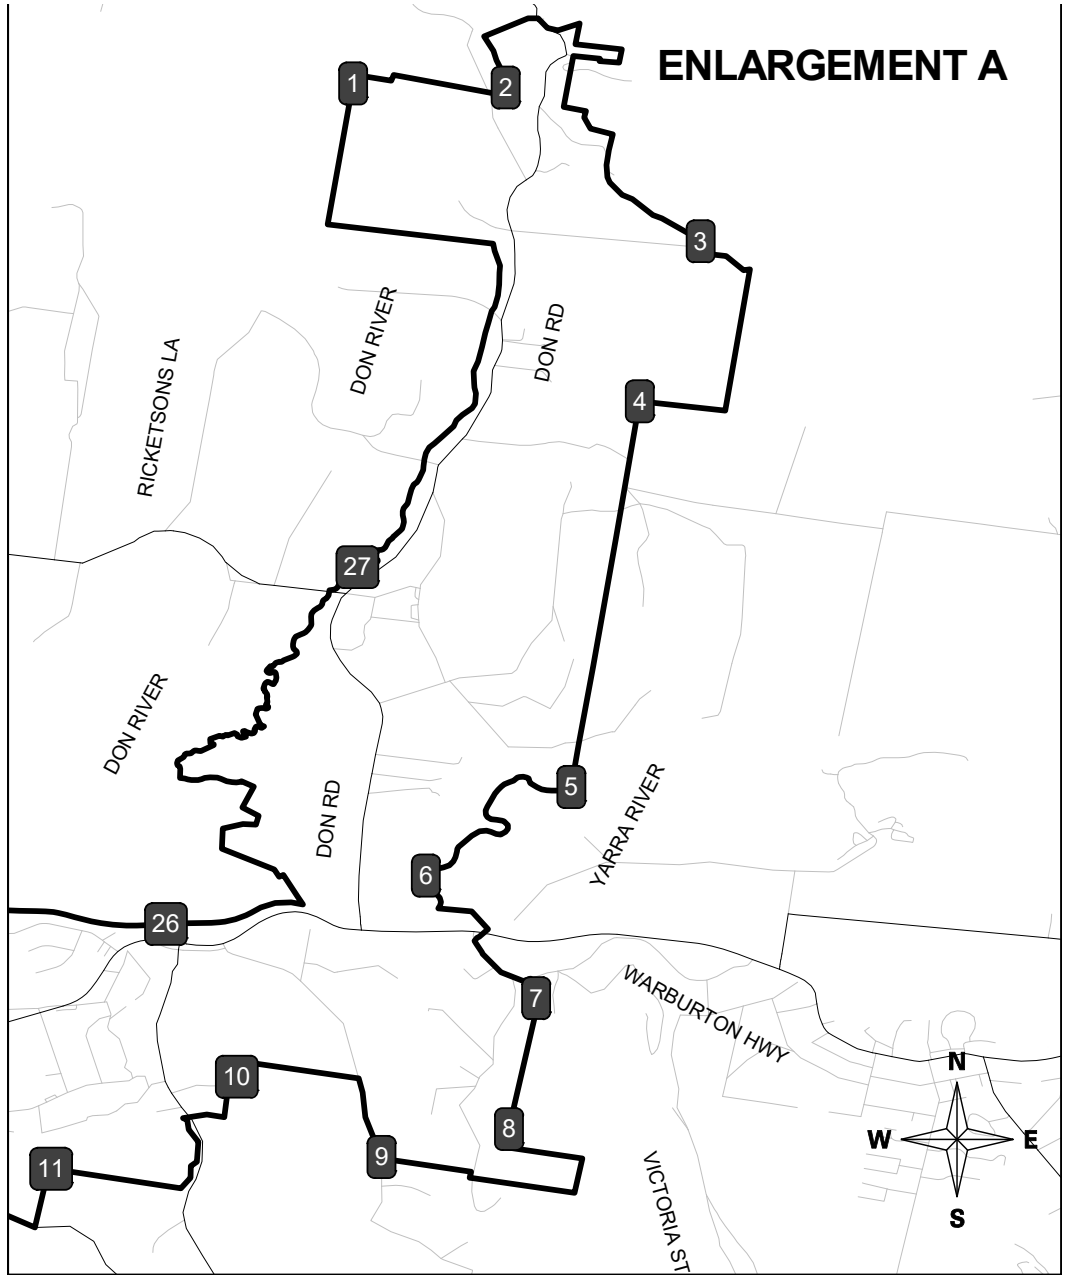 ENLARGEMENT A
1
2
3
DON RIVER
DON RD
RICKETSONS LA
4
27
DON RIVER
DON RD
5
YARRA RIVER
6
26
7
WARBURTON HWY
10
N
8
W
E
9
11
VICTORIA ST
S